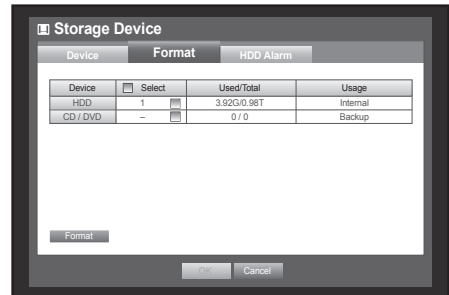 Storage Device
Device Format HDD Alarm
Device Select Used/Total Usage
HDD 1 3.92G/0.98T Internal
CD / DVD – 0 / 0 Backup
Format
OK Cancel